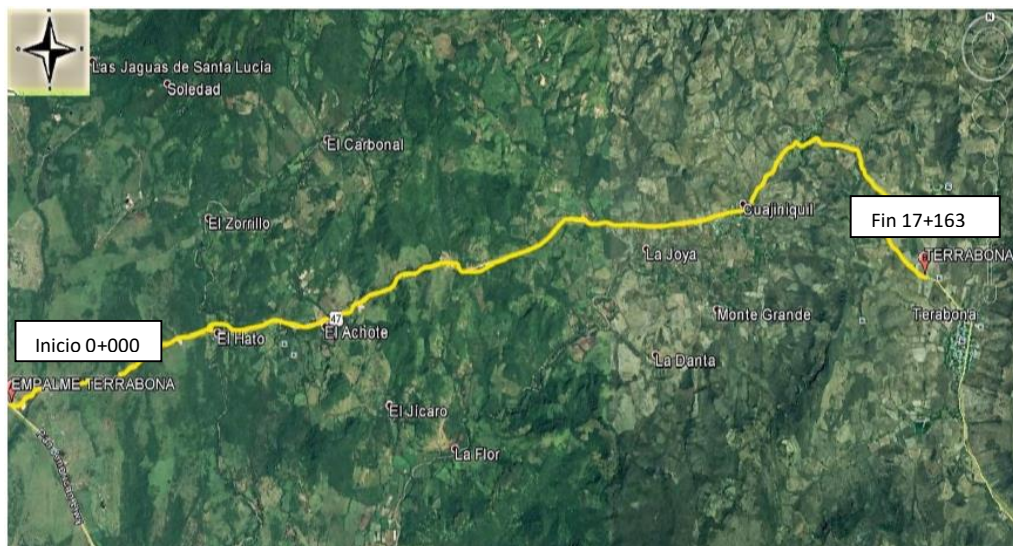 N
Las Jaguas de Santa Lucía
Soledad
El Carbonal
El Zorrillo
Guajiniquil
Fin 17+163
La Joya
TERRABONA
47
Monte Grande
Terabona
El Achote
El Hato
Inicio 0+000
La Danta
EMPALME TERRABONA
El Jícaro
La Flor